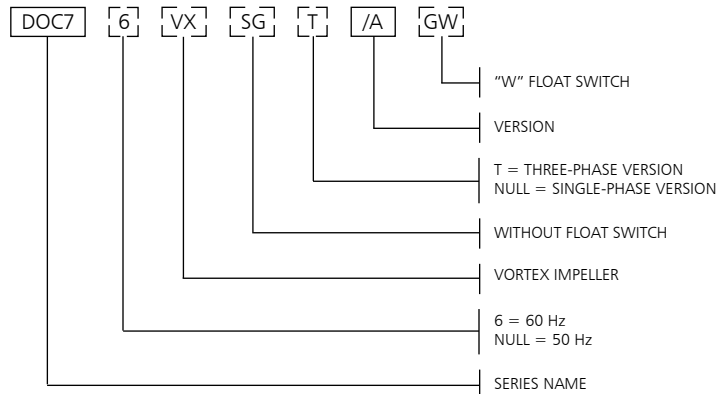 DOC7 6 VX SG T /A GW
“W” FLOAT SWITCH
VERSION
T = THREE-PHASE VERSION
NULL = SINGLE-PHASE VERSION
WITHOUT FLOAT SWITCH
VORTEX IMPELLER
6 = 60 Hz
NULL = 50 Hz
SERIES NAME